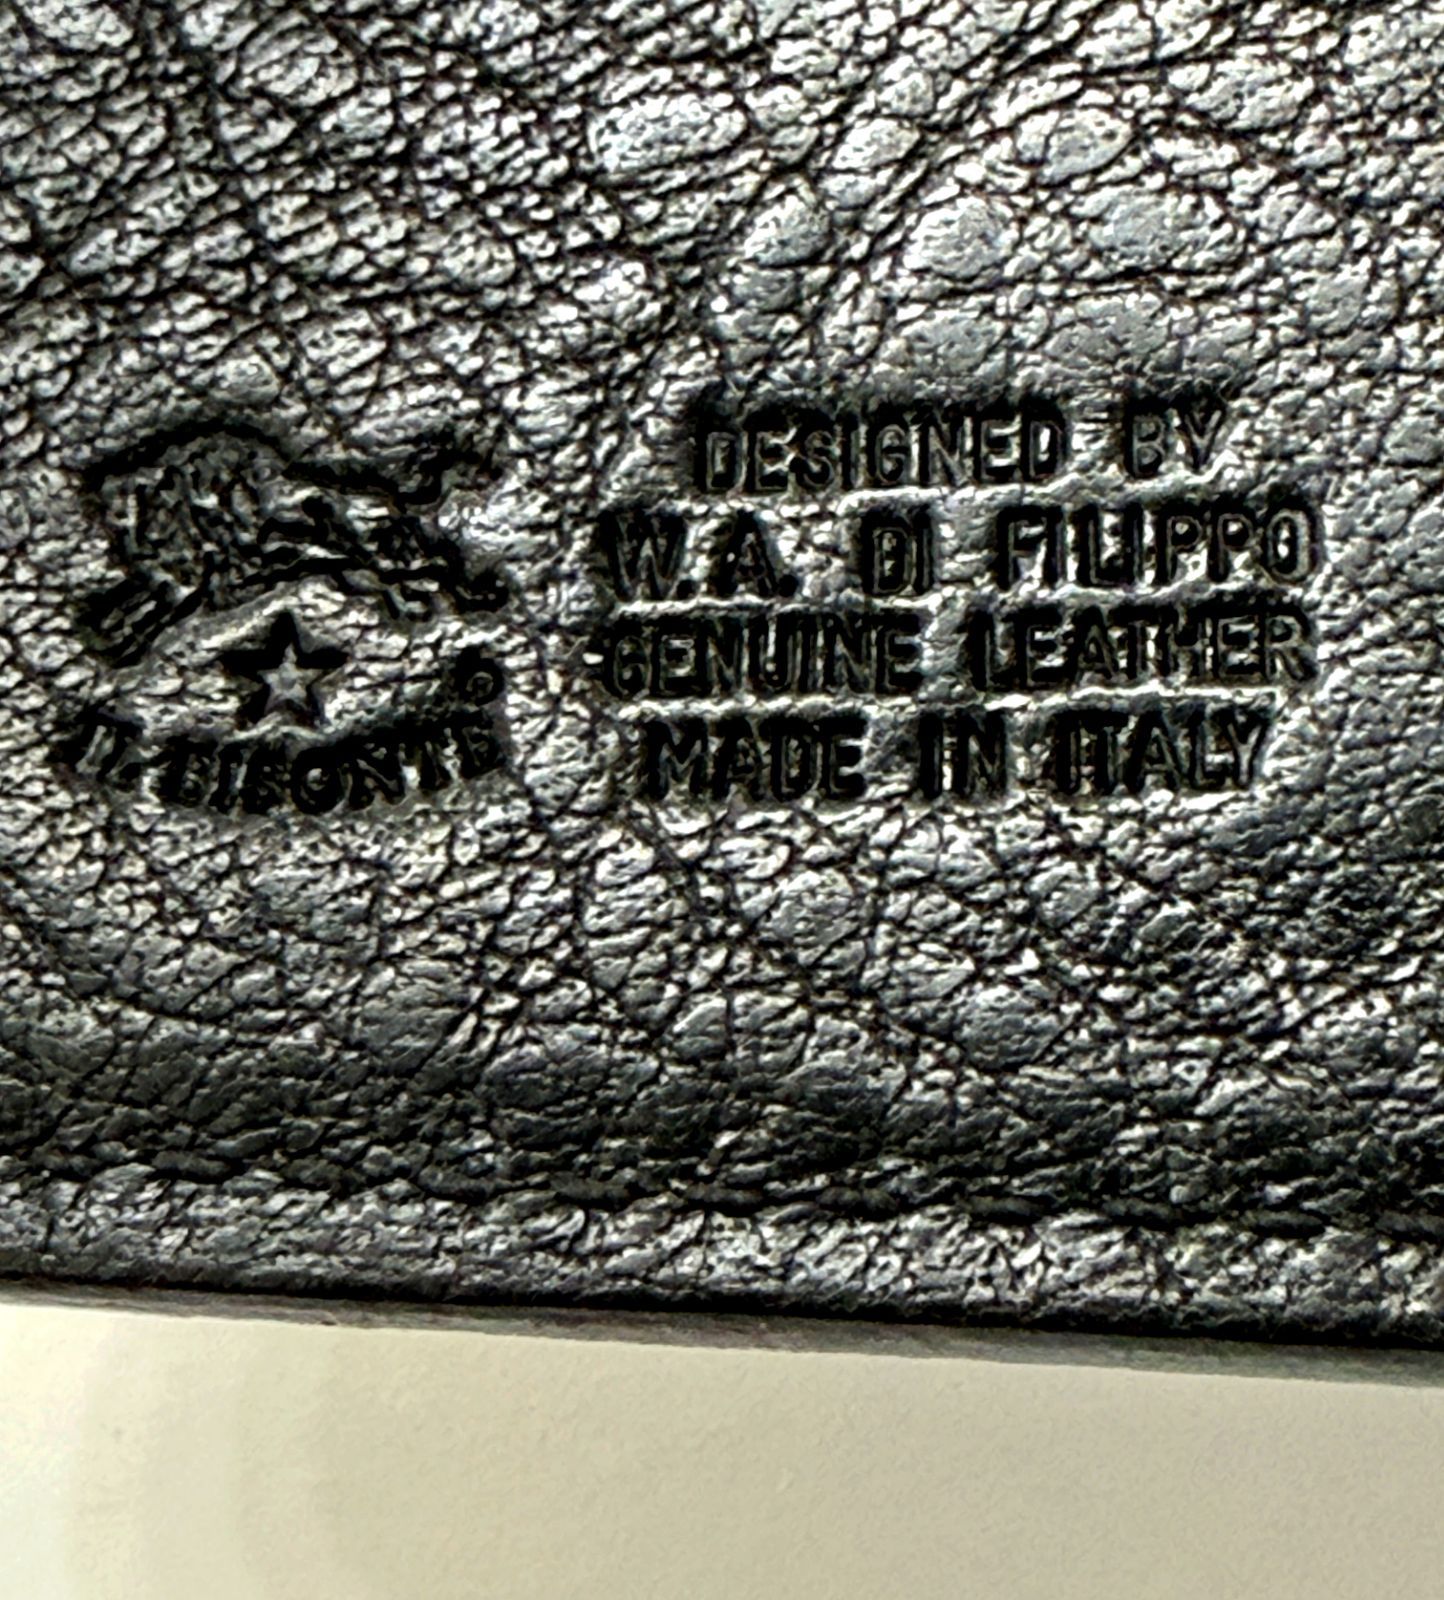 IL BISONTE
DESIGNED BY
W.A. DI FILIPPO
GENUINE LEATHER
MADE IN ITALY